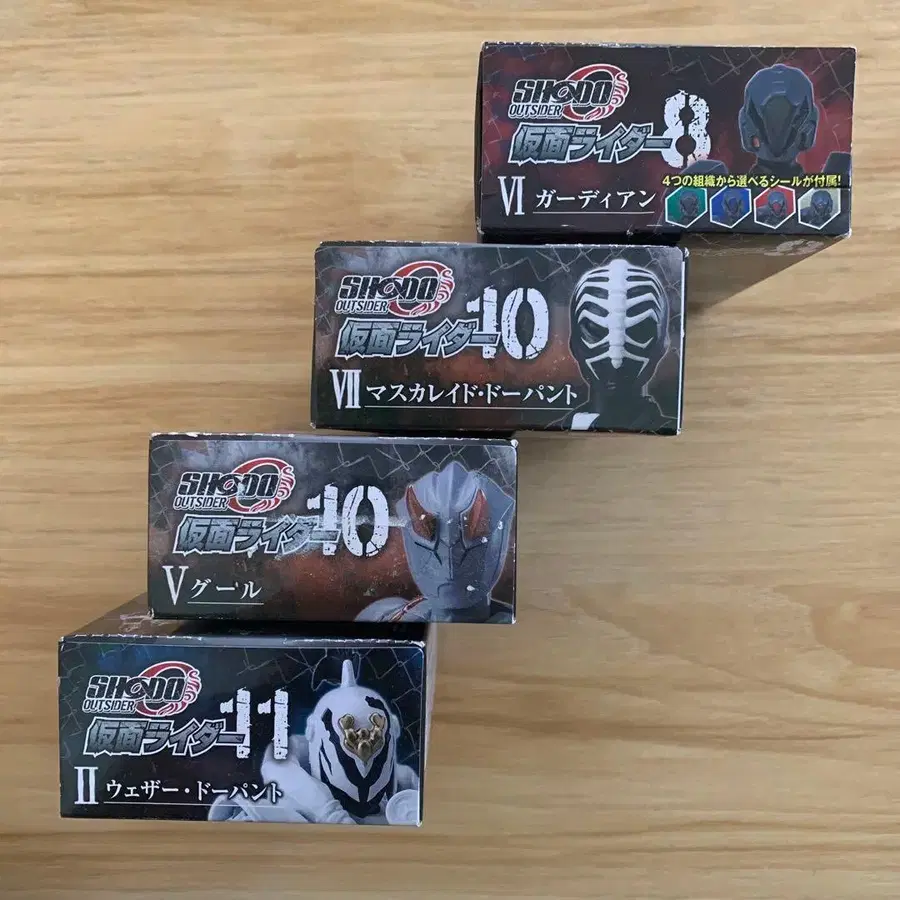 SHODO
OUTSIDER
仮面ライダー8
4つの組織から選べるシールが付属!
VI ガーディアン
SHODO
OUTSIDER
仮面ライダー10
VII マスカレイド・ドーパント
SHODO
OUTSIDER
仮面ライダー10
V グール
SHODO
OUTSIDER
仮面ライダー11
II ウェザー・ドーパント